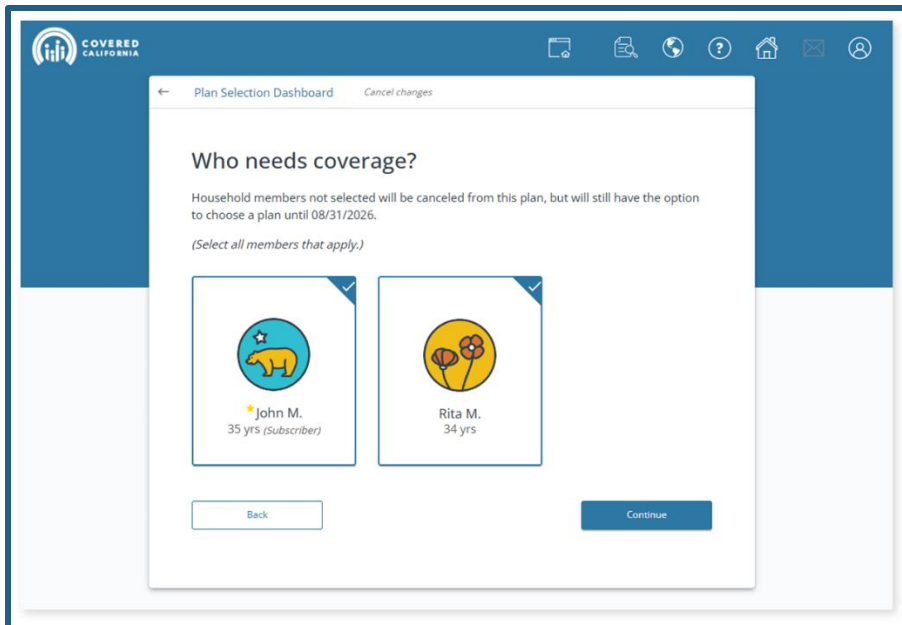 COVERED
CALIFORNIA
?
← Plan Selection Dashboard Cancel changes
Who needs coverage?
Household members not selected will be canceled from this plan, but will still have the option
to choose a plan until 08/31/2026.
(Select all members that apply.)
John M.
35 yrs (Subscriber)
Rita M.
34 yrs
Back
Continue